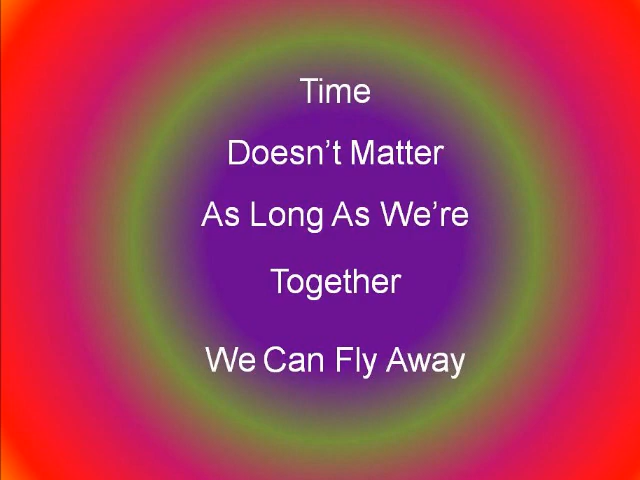 Time
Doesn’t Matter
As Long As We’re
Together
We Can Fly Away